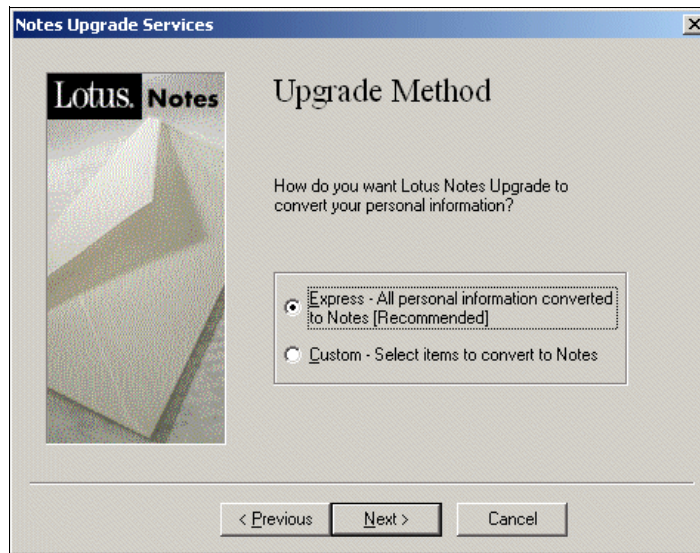 Notes Upgrade Services
Lotus. Notes
Upgrade Method
How do you want Lotus Notes Upgrade to
convert your personal information?
Express - All personal information converted
to Notes [Recommended]
Custom - Select items to convert to Notes
< Previous
Next >
Cancel